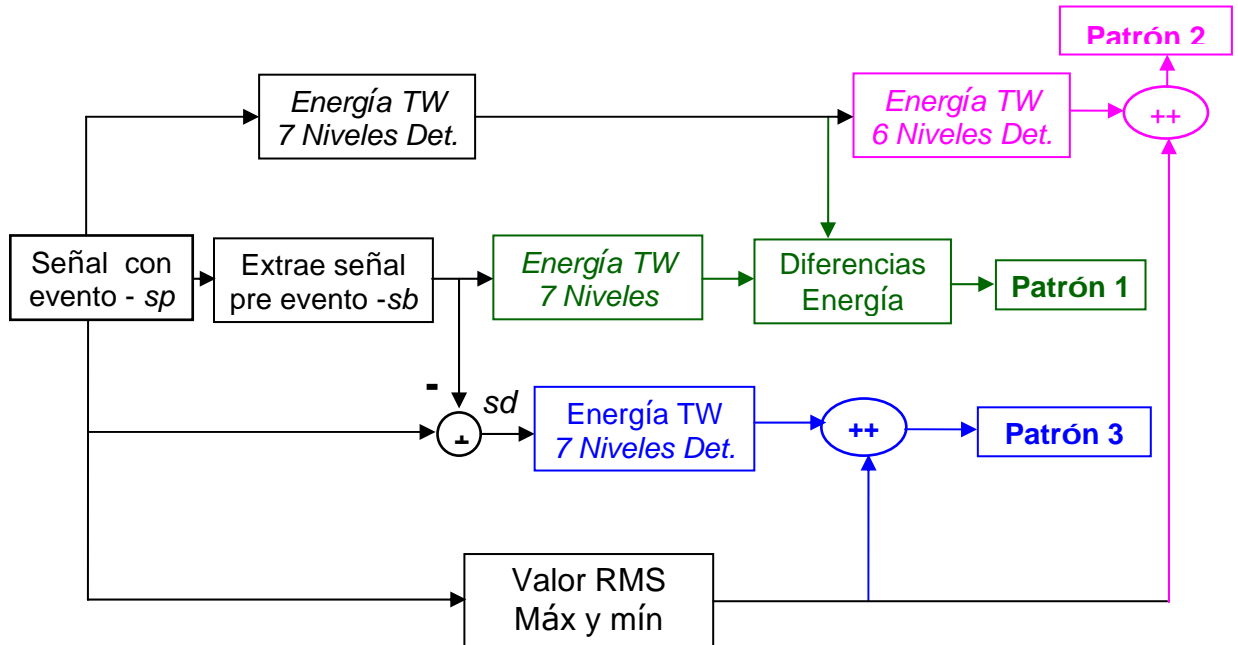 Patrón 2
Energía TW
7 Niveles Det.
Energía TW
6 Niveles Det.
++
Señal con
evento - sp
Extrae señal
pre evento -sb
Energía TW
7 Niveles
Diferencias
Energía
Patrón 1
-
sd
+
Energía TW
7 Niveles Det.
++
Patrón 3
Valor RMS
Máx y mín